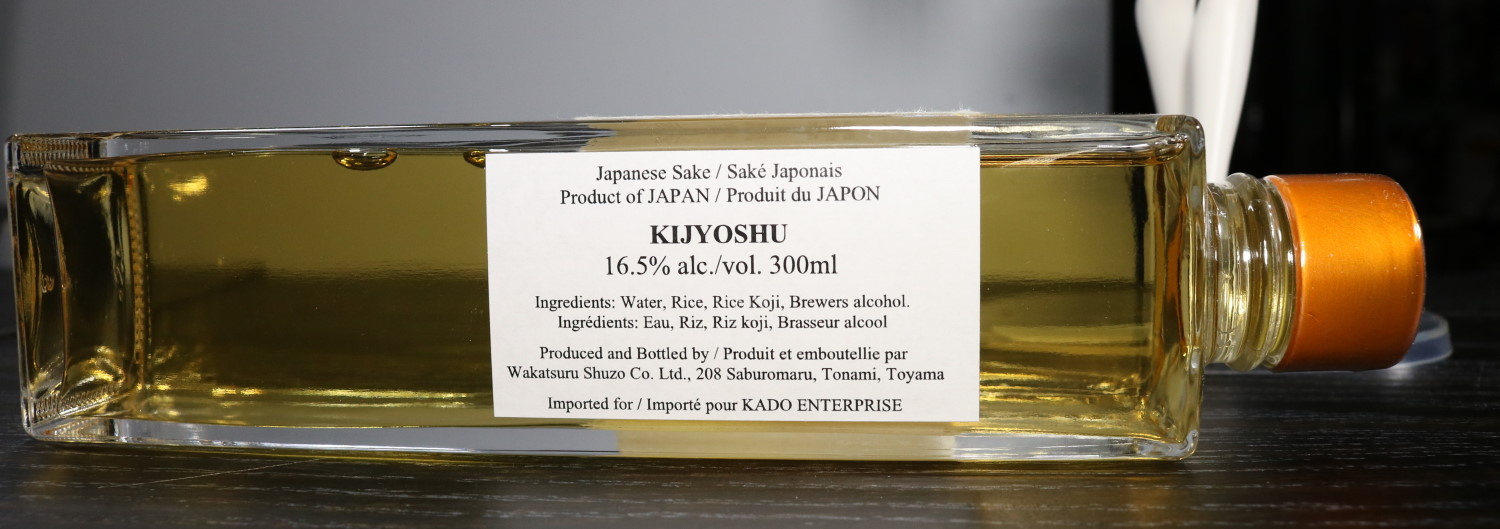 Japanese Sake / Saké Japonais
Product of JAPAN / Produit du JAPON
KIJYOSHU
16.5% alc./vol. 300ml
Ingredients: Water, Rice, Rice Koji, Brewers alcohol.
Ingrédients: Eau, Riz, Riz koji, Brasseur alcool
Produced and Bottled by / Produit et emboutellie par
Wakatsuru Shuzo Co. Ltd., 208 Saburomaru, Tonami, Toyama
Imported for / Importé pour KADO ENTERPRISE